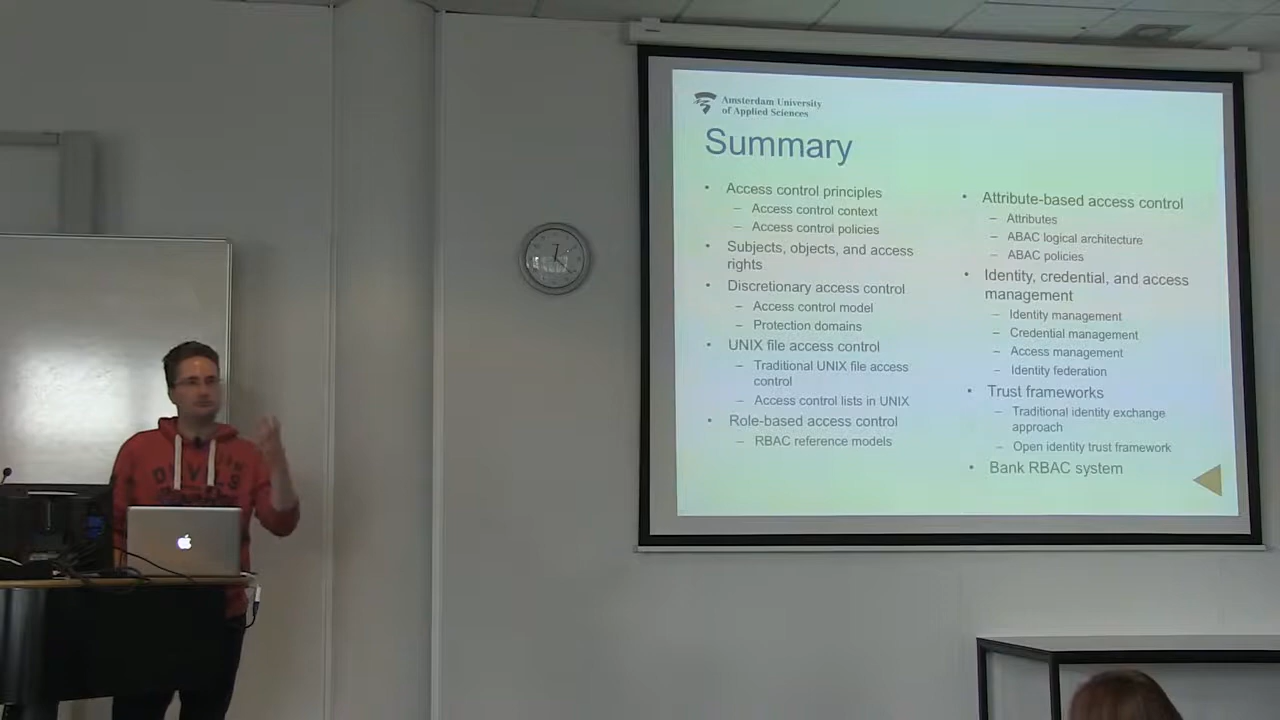 Amsterdam University
of Applied Sciences
Summary
• Access control principles
– Access control context
– Access control policies
• Subjects, objects, and access
rights
• Discretionary access control
– Access control model
– Protection domains
• UNIX file access control
– Traditional UNIX file access
control
– Access control lists in UNIX
• Role-based access control
– RBAC reference models
• Attribute-based access control
– Attributes
– ABAC logical architecture
– ABAC policies
• Identity, credential, and access
management
– Identity management
– Credential management
– Access management
– Identity federation
• Trust frameworks
– Traditional identity exchange
approach
– Open identity trust framework
• Bank RBAC system